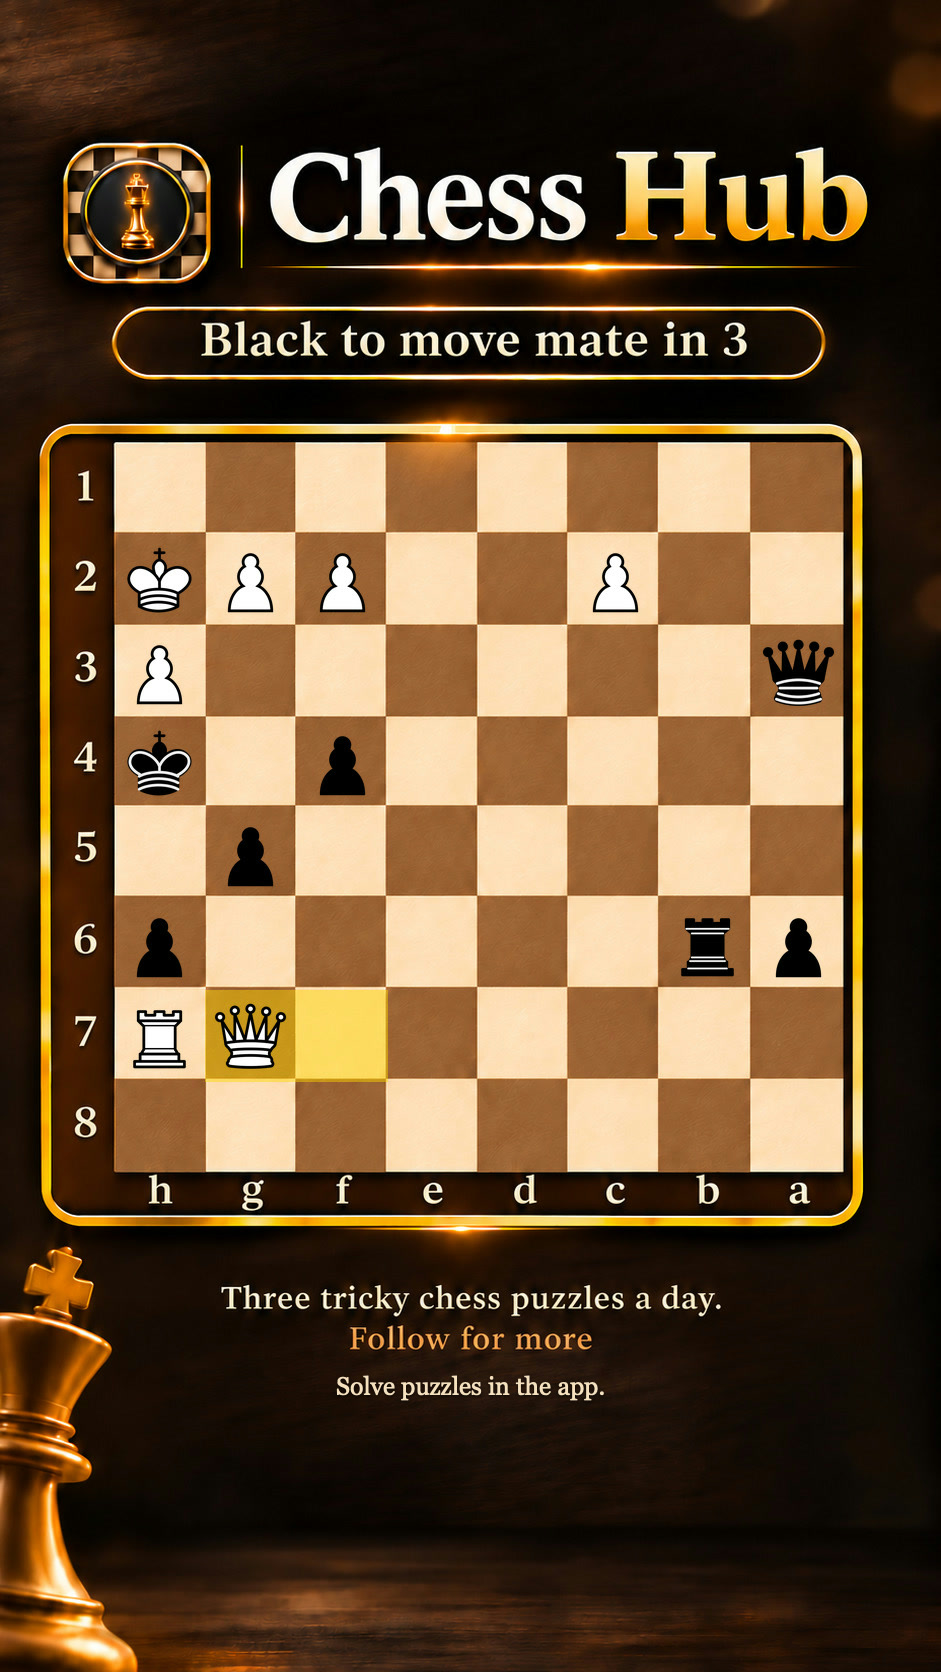 Chess Hub
Black to move mate in 3
1
2
3
4
5
6
7
8
h g f e d c b a
Three tricky chess puzzles a day.
Follow for more
Solve puzzles in the app.